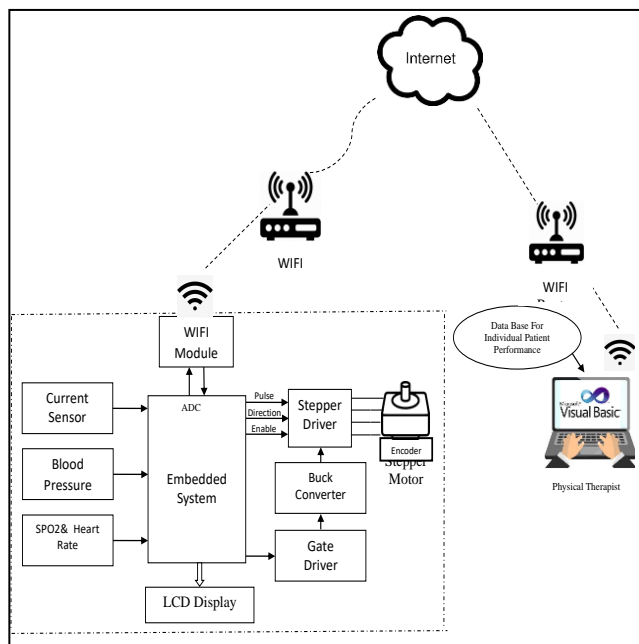 Internet
WIFI
WIFI
Data Base For
Individual Patient
Performance
WIFI
Module
Microsoft
Visual Basic
Physical Therapist
Current
Sensor
Blood
Pressure
SPO2& Heart
Rate
ADC
Embedded
System
Pulse
Direction
Enable
Stepper
Driver
Encoder
Stepper
Motor
Buck
Converter
Gate
Driver
LCD Display